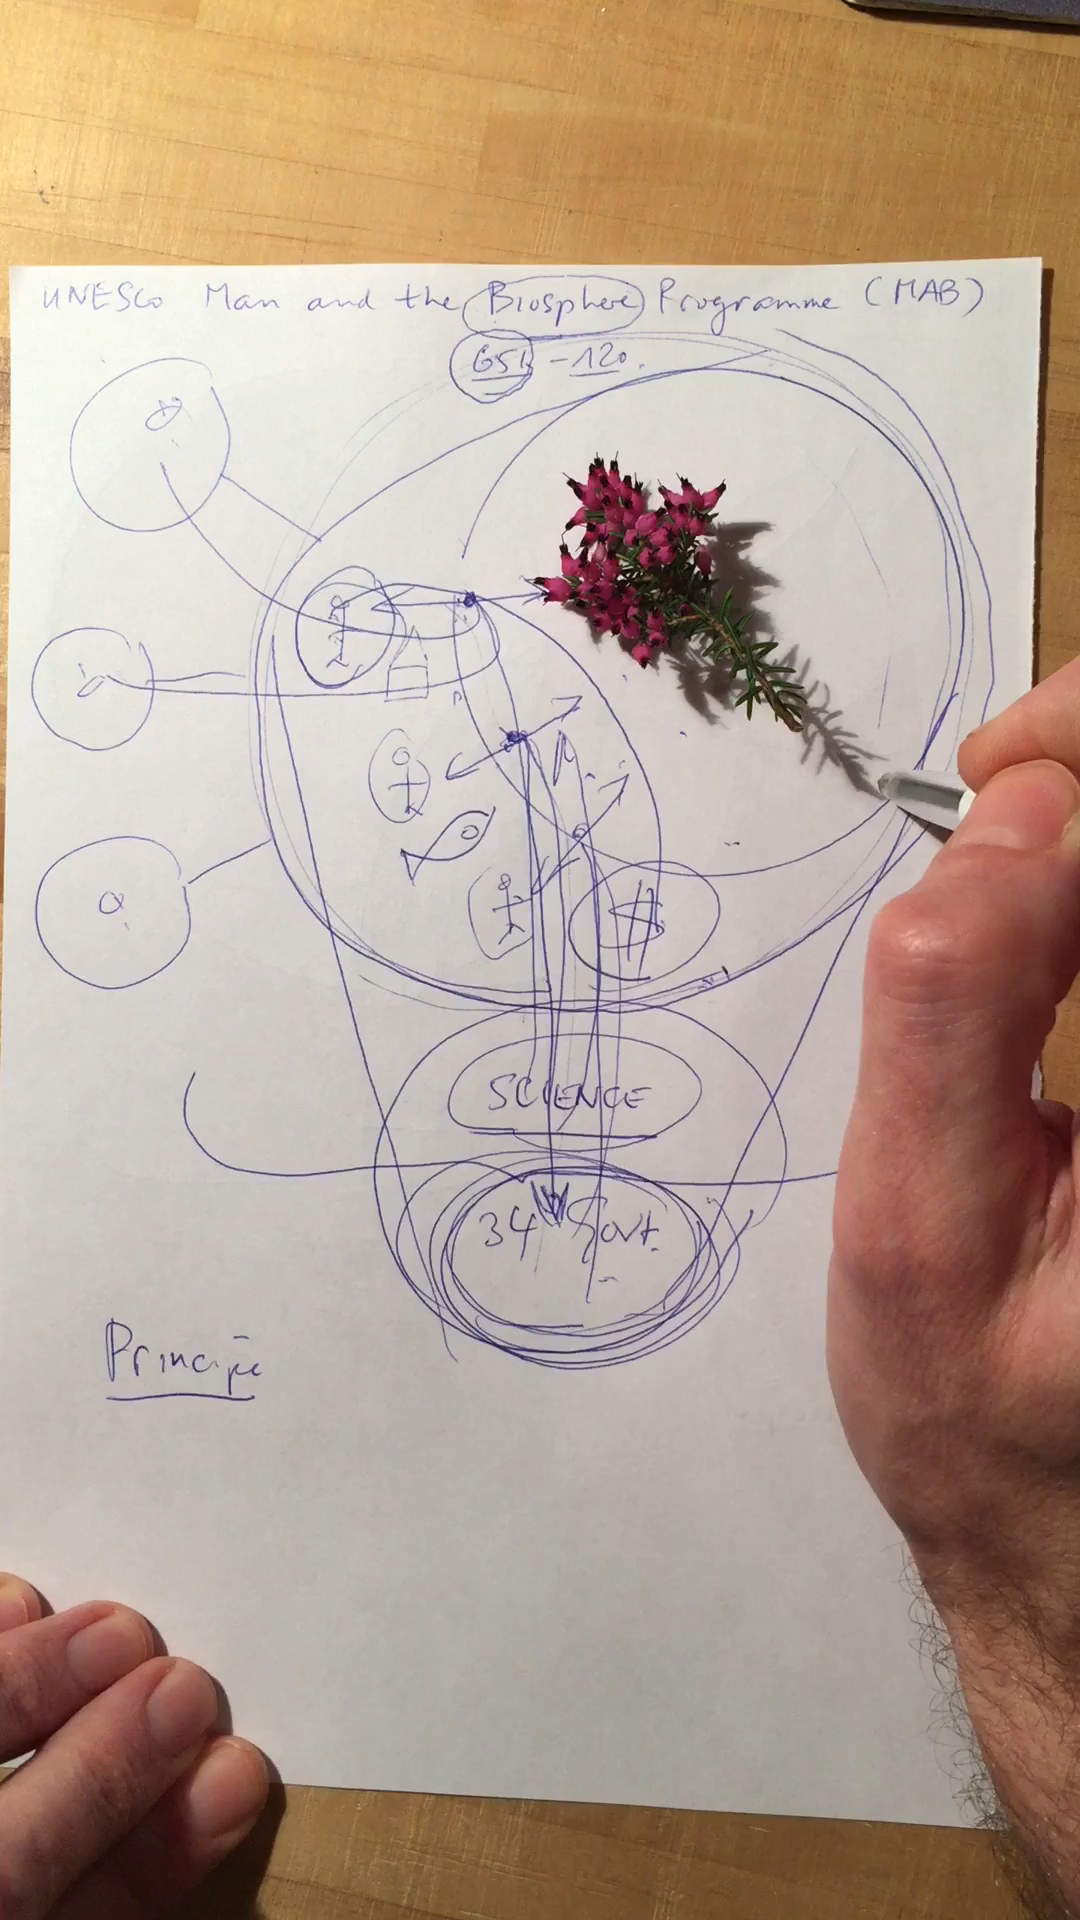 UNESCO Man and the Biosphere Programme (MAB)
651 - 120.
SCIENCE
34 Govt.
Principe